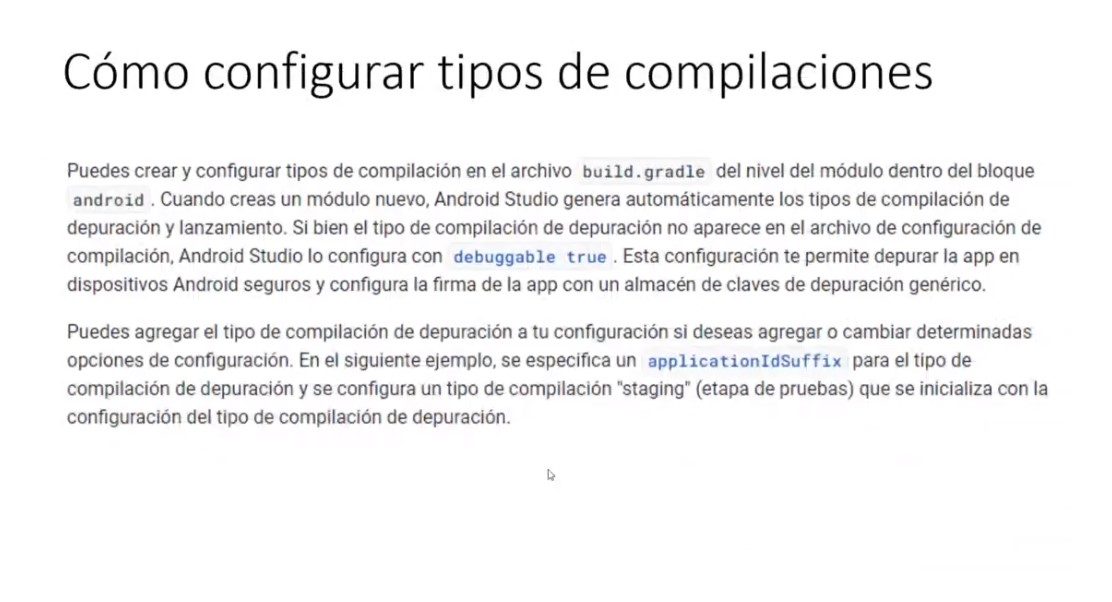 Cómo configurar tipos de compilaciones
Puedes crear y configurar tipos de compilación en el archivo build.gradle del nivel del módulo dentro del bloque
android . Cuando creas un módulo nuevo, Android Studio genera automáticamente los tipos de compilación de
depuración y lanzamiento. Si bien el tipo de compilación de depuración no aparece en el archivo de configuración de
compilación, Android Studio lo configura con debuggable true . Esta configuración te permite depurar la app en
dispositivos Android seguros y configura la firma de la app con un almacén de claves de depuración genérico.
Puedes agregar el tipo de compilación de depuración a tu configuración si deseas agregar o cambiar determinadas
opciones de configuración. En el siguiente ejemplo, se especifica un applicationIdSuffix para el tipo de
compilación de depuración y se configura un tipo de compilación "staging" (etapa de pruebas) que se inicializa con la
configuración del tipo de compilación de depuración.